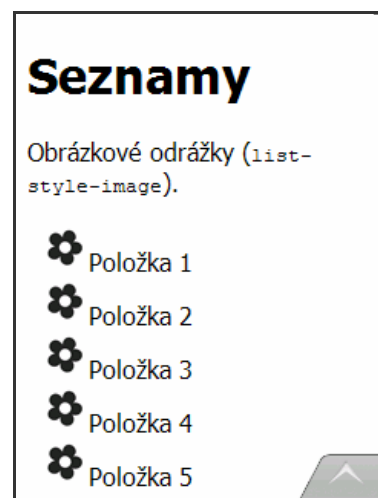 Seznamy
Obrázkové odrážky (list-
style-image).
Položka 1
Položka 2
Položka 3
Položka 4
Položka 5